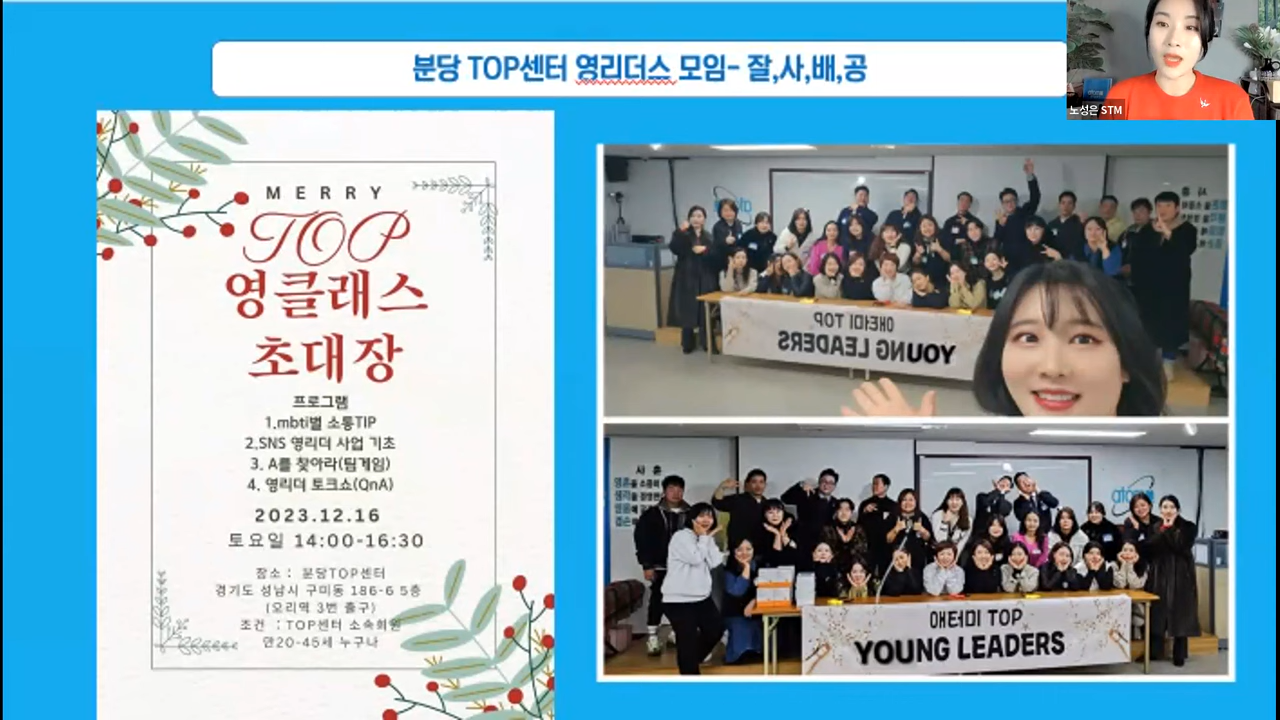 분당 TOP센터 영리더스 모임- 잘,사,배,공
노성은 STM
MERRY
TOP
영클래스
초대장
프로그램
1.mbti별 소통TIP
2.SNS 영리더 사업 기초
3. A를 찾아라(팀게임)
4. 영리더 토크쇼(QnA)
2023.12.16
토요일 14:00-16:30
장소 : 분당TOP센터
경기도 성남시 구미동 186-6 5층
(오리역 3번 출구)
조건 : TOP센터 소속회원
만20-45세 누구나
애터미 TOP
YOUNG LEADERS
사 훈
atomy
애터미 TOP
YOUNG LEADERS